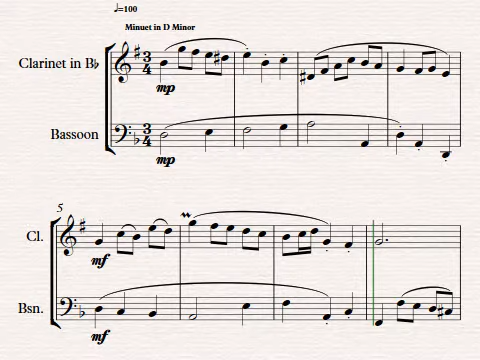 ♩=100
Minuet in D Minor
Clarinet in B♭
mp
Bassoon
mp
5
Cl.
mf
Bsn.
mf